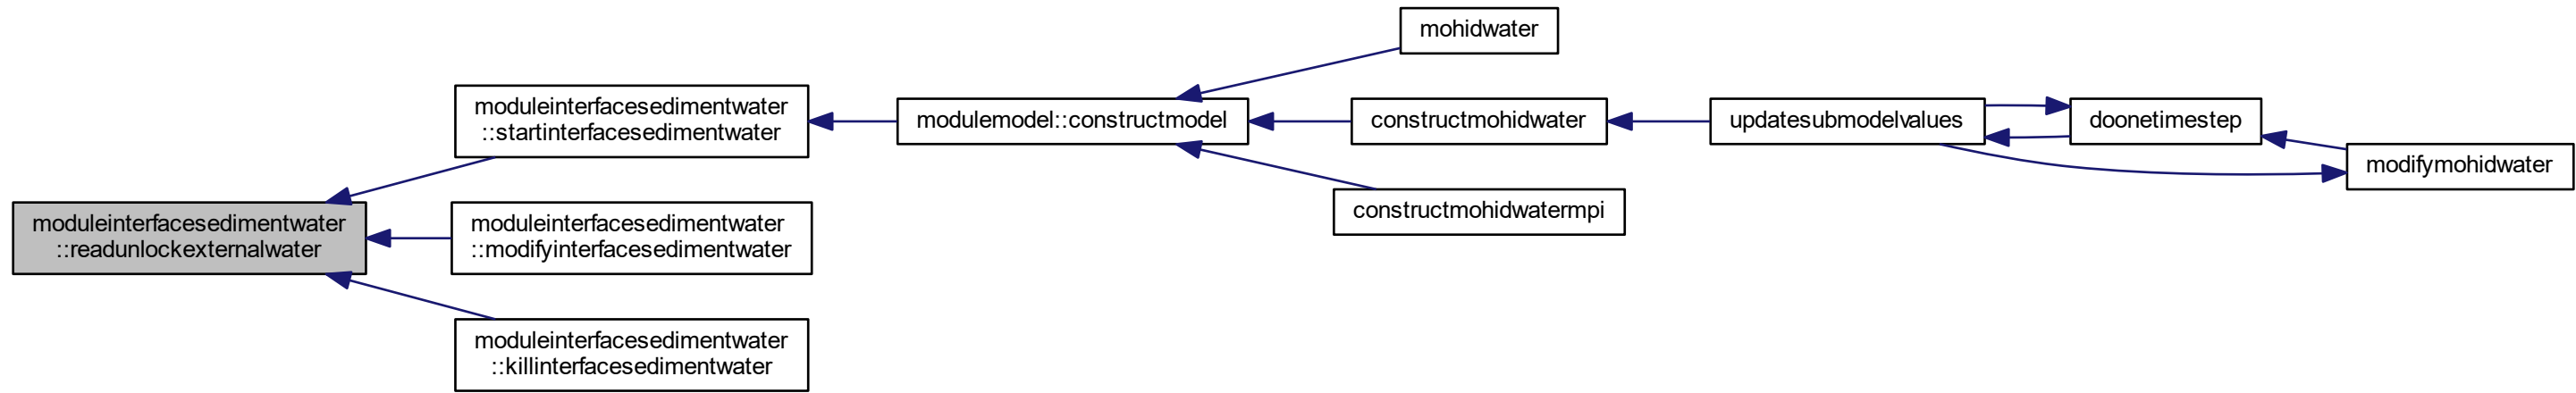 mohidwater
moduleinterfacesedimentwater
::startinterfacesedimentwater
modulemodel::constructmodel
constructmohidwater
updatesubmodelvalues
doonetimestep
modifymohidwater
constructmohidwatermpi
moduleinterfacesedimentwater
::readunlockexternalwater
moduleinterfacesedimentwater
::modifyinterfacesedimentwater
moduleinterfacesedimentwater
::killinterfacesedimentwater